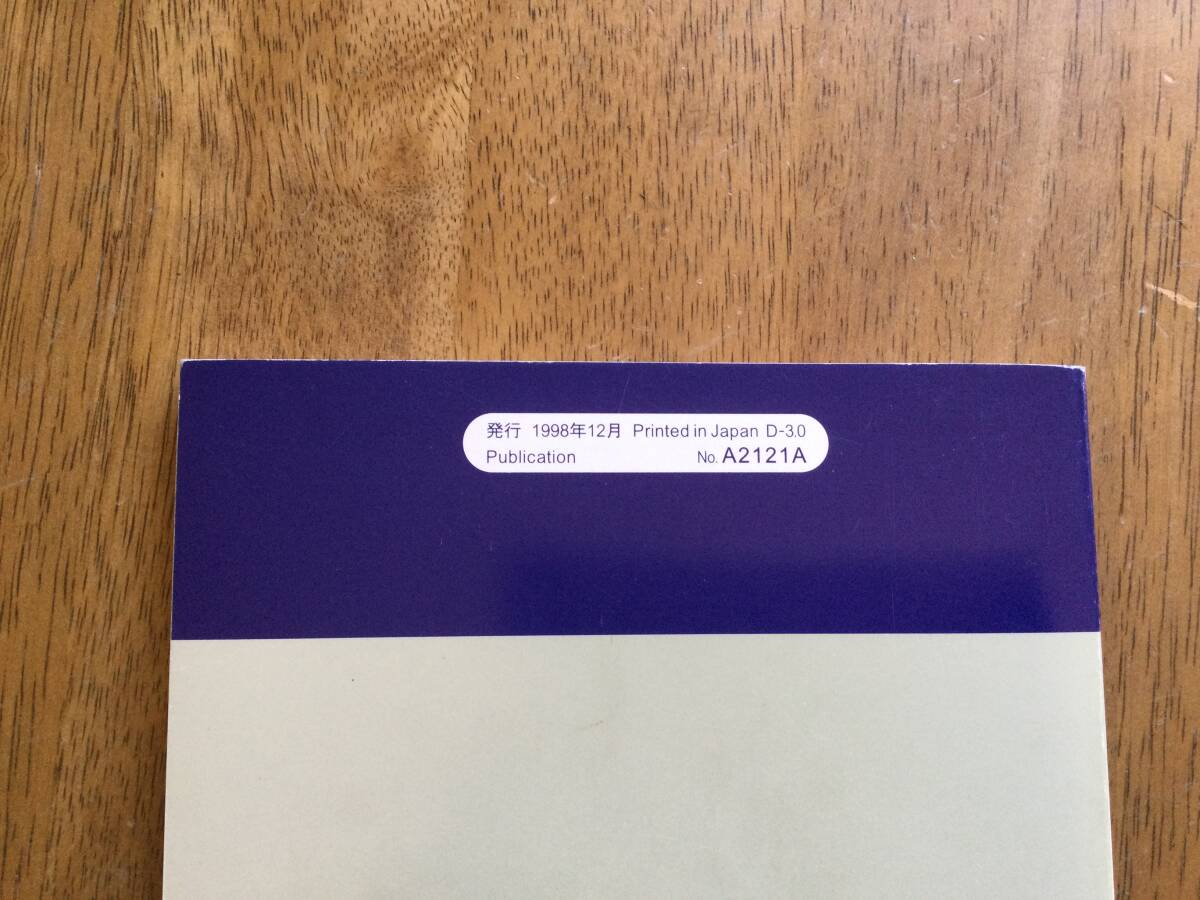 発行 1998年12月 Printed in Japan D-3.0
Publication No. A2121A